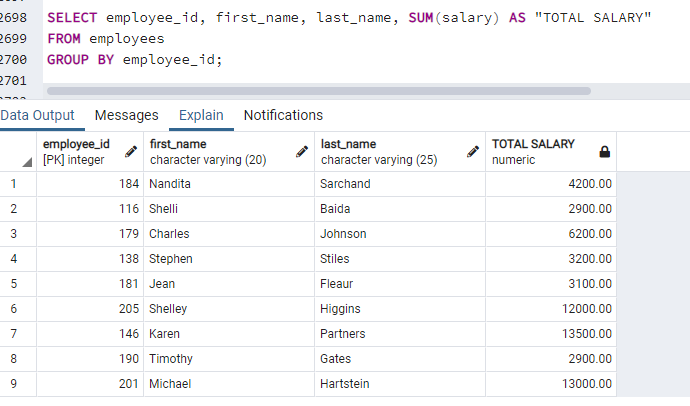 2698 SELECT employee_id, first_name, last_name, SUM(salary) AS "TOTAL SALARY"
2699 FROM employees
2700 GROUP BY employee_id;
2701
Data Output Messages Explain Notifications
employee_id first_name last_name TOTAL SALARY
[PK] integer character varying (20) character varying (25) numeric
1 184 Nandita Sarchand 4200.00
2 116 Shelli Baida 2900.00
3 179 Charles Johnson 6200.00
4 138 Stephen Stiles 3200.00
5 181 Jean Fleaur 3100.00
6 205 Shelley Higgins 12000.00
7 146 Karen Partners 13500.00
8 190 Timothy Gates 2900.00
9 201 Michael Hartstein 13000.00